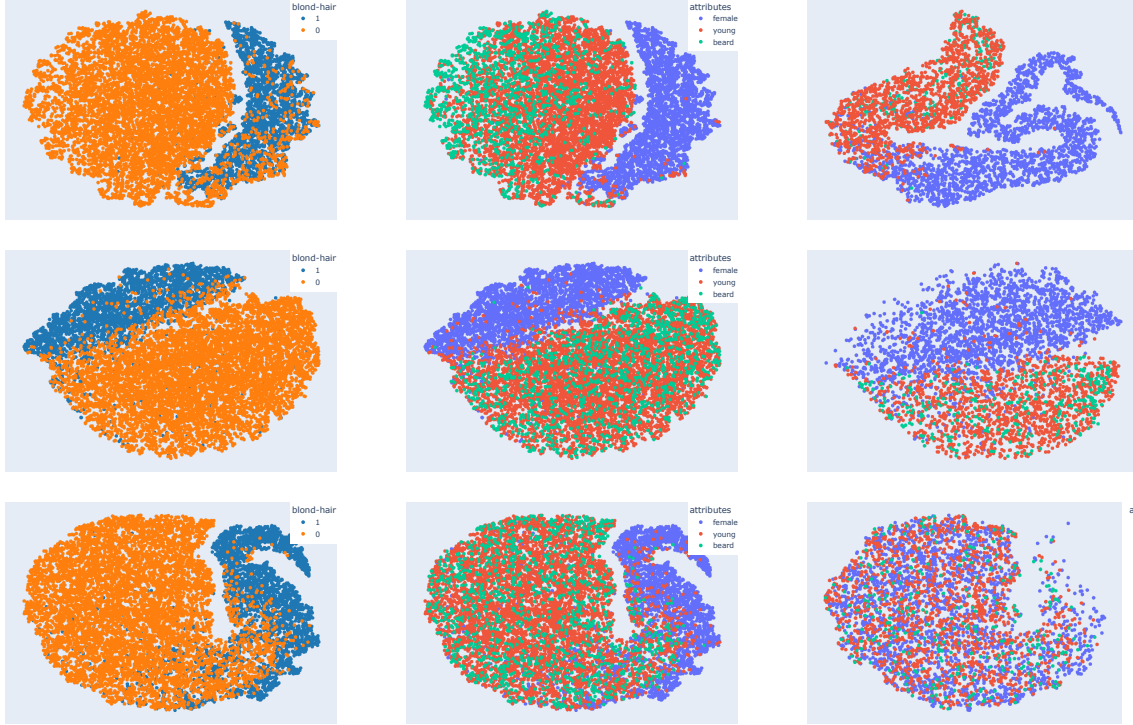 blond-hair
1
0
attributes
female
young
beard
blond-hair
1
0
attributes
female
young
beard
blond-hair
1
0
attributes
female
young
beard
a